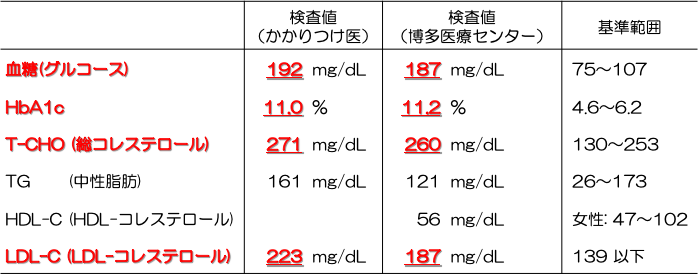 検査値 検査値 基準範囲
（かかりつけ医） （博多医療センター）
血糖(グルコース) 192 mg/dL 187 mg/dL 75～107
HbA1c 11.0 % 11.2 % 4.6～6.2
T-CHO (総コレステロール) 271 mg/dL 260 mg/dL 130～253
TG (中性脂肪) 161 mg/dL 121 mg/dL 26～173
HDL-C (HDL-コレステロール) 56 mg/dL 女性: 47～102
LDL-C (LDL-コレステロール) 223 mg/dL 187 mg/dL 139 以下